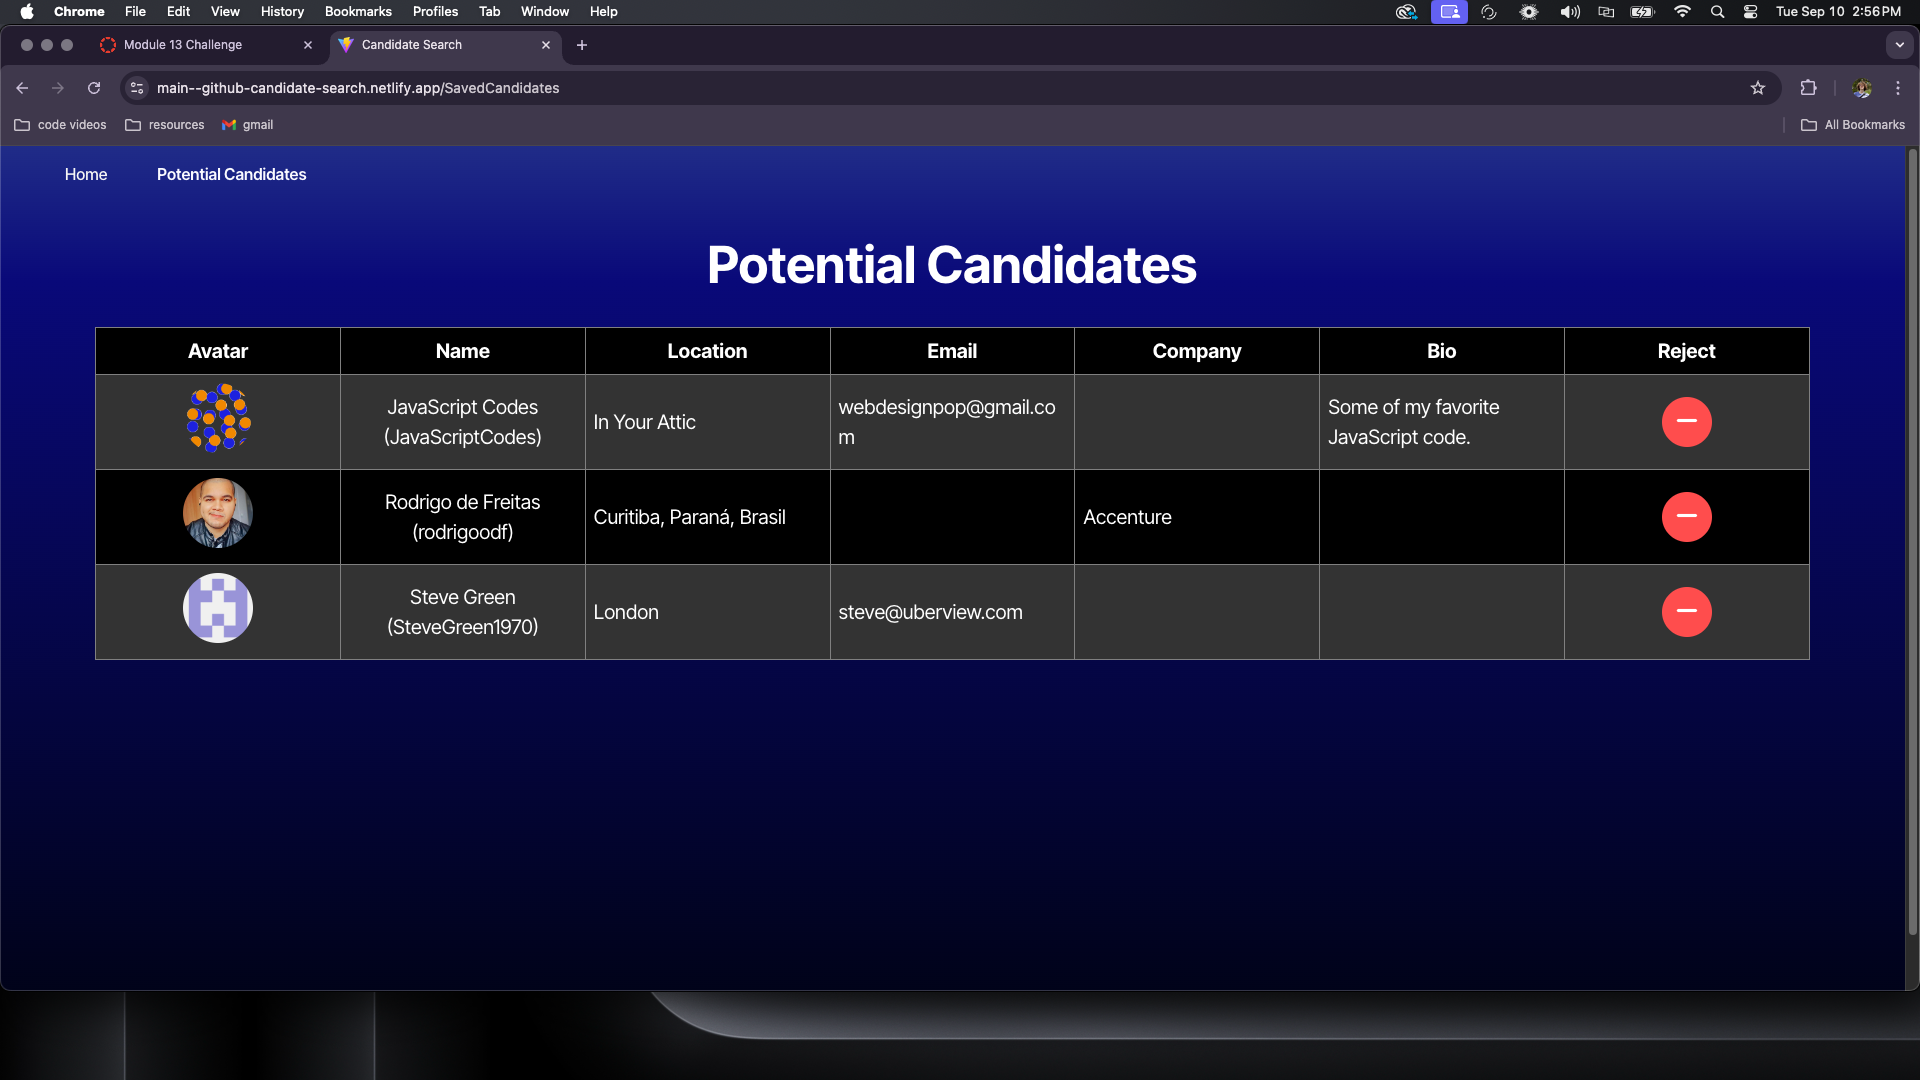 Chrome File Edit View History Bookmarks Profiles Tab Window Help Tue Sep 10 2:56 PM
Module 13 Challenge Candidate Search
main--github-candidate-search.netlify.app/SavedCandidates
code videos resources gmail All Bookmarks
Home Potential Candidates
Potential Candidates
Avatar Name Location Email Company Bio Reject
JavaScript Codes
(JavaScriptCodes)
In Your Attic
webdesignpop@gmail.co
m
Some of my favorite
JavaScript code.
Rodrigo de Freitas
(rodrigoodf)
Curitiba, Paraná, Brasil
Accenture
Steve Green
(SteveGreen1970)
London
steve@uberview.com